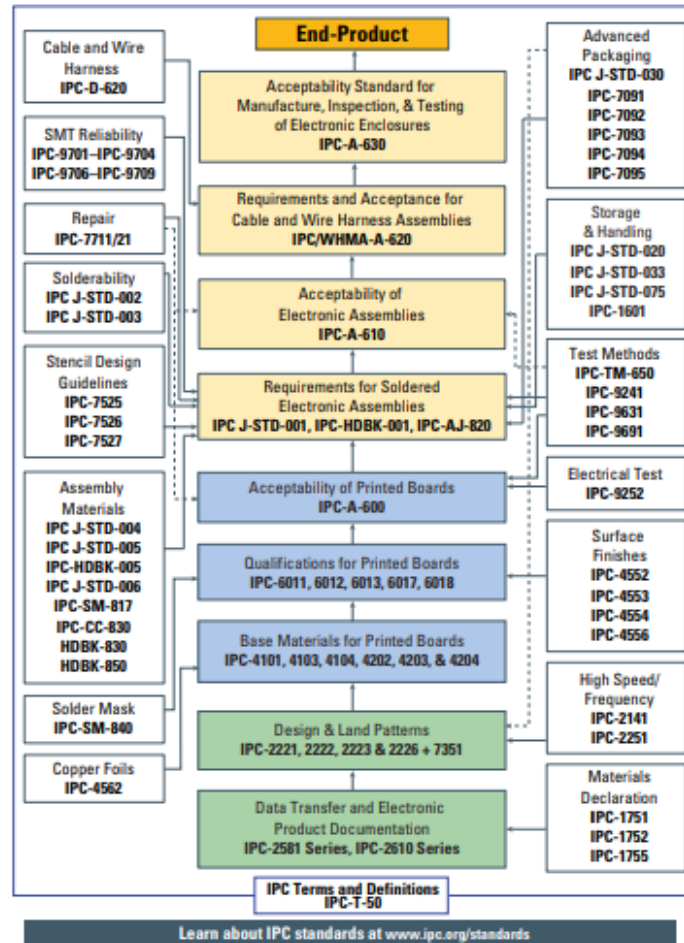 End-Product
Cable and Wire
Harness
IPC-D-620
SMT Reliability
IPC-9701–IPC-9704
IPC-9706–IPC-9709
Repair
IPC-7711/21
Solderability
IPC J-STD-002
IPC J-STD-003
Stencil Design
Guidelines
IPC-7525
IPC-7526
IPC-7527
Assembly
Materials
IPC J-STD-004
IPC J-STD-005
IPC-HDBK-005
IPC J-STD-006
IPC-SM-817
IPC-CC-830
HDBK-830
HDBK-850
Solder Mask
IPC-SM-840
Copper Foils
IPC-4562
Acceptability Standard for
Manufacture, Inspection, & Testing
of Electronic Enclosures
IPC-A-630
Requirements and Acceptance for
Cable and Wire Harness Assemblies
IPC/WHMA-A-620
Acceptability of
Electronic Assemblies
IPC-A-610
Requirements for Soldered
Electronic Assemblies
IPC J-STD-001, IPC-HDBK-001, IPC-AJ-820
Acceptability of Printed Boards
IPC-A-600
Qualifications for Printed Boards
IPC-6011, 6012, 6013, 6017, 6018
Base Materials for Printed Boards
IPC-4101, 4103, 4104, 4202, 4203, & 4204
Design & Land Patterns
IPC-2221, 2222, 2223 & 2226 + 7351
Data Transfer and Electronic
Product Documentation
IPC-2581 Series, IPC-2610 Series
Advanced
Packaging
IPC J-STD-030
IPC-7091
IPC-7092
IPC-7093
IPC-7094
IPC-7095
Storage
& Handling
IPC J-STD-020
IPC J-STD-033
IPC J-STD-075
IPC-1601
Test Methods
IPC-TM-650
IPC-9241
IPC-9631
IPC-9691
Electrical Test
IPC-9252
Surface
Finishes
IPC-4552
IPC-4553
IPC-4554
IPC-4556
High Speed/
Frequency
IPC-2141
IPC-2251
Materials
Declaration
IPC-1751
IPC-1752
IPC-1755
IPC Terms and Definitions
IPC-T-50
Learn about IPC standards at www.ipc.org/standards